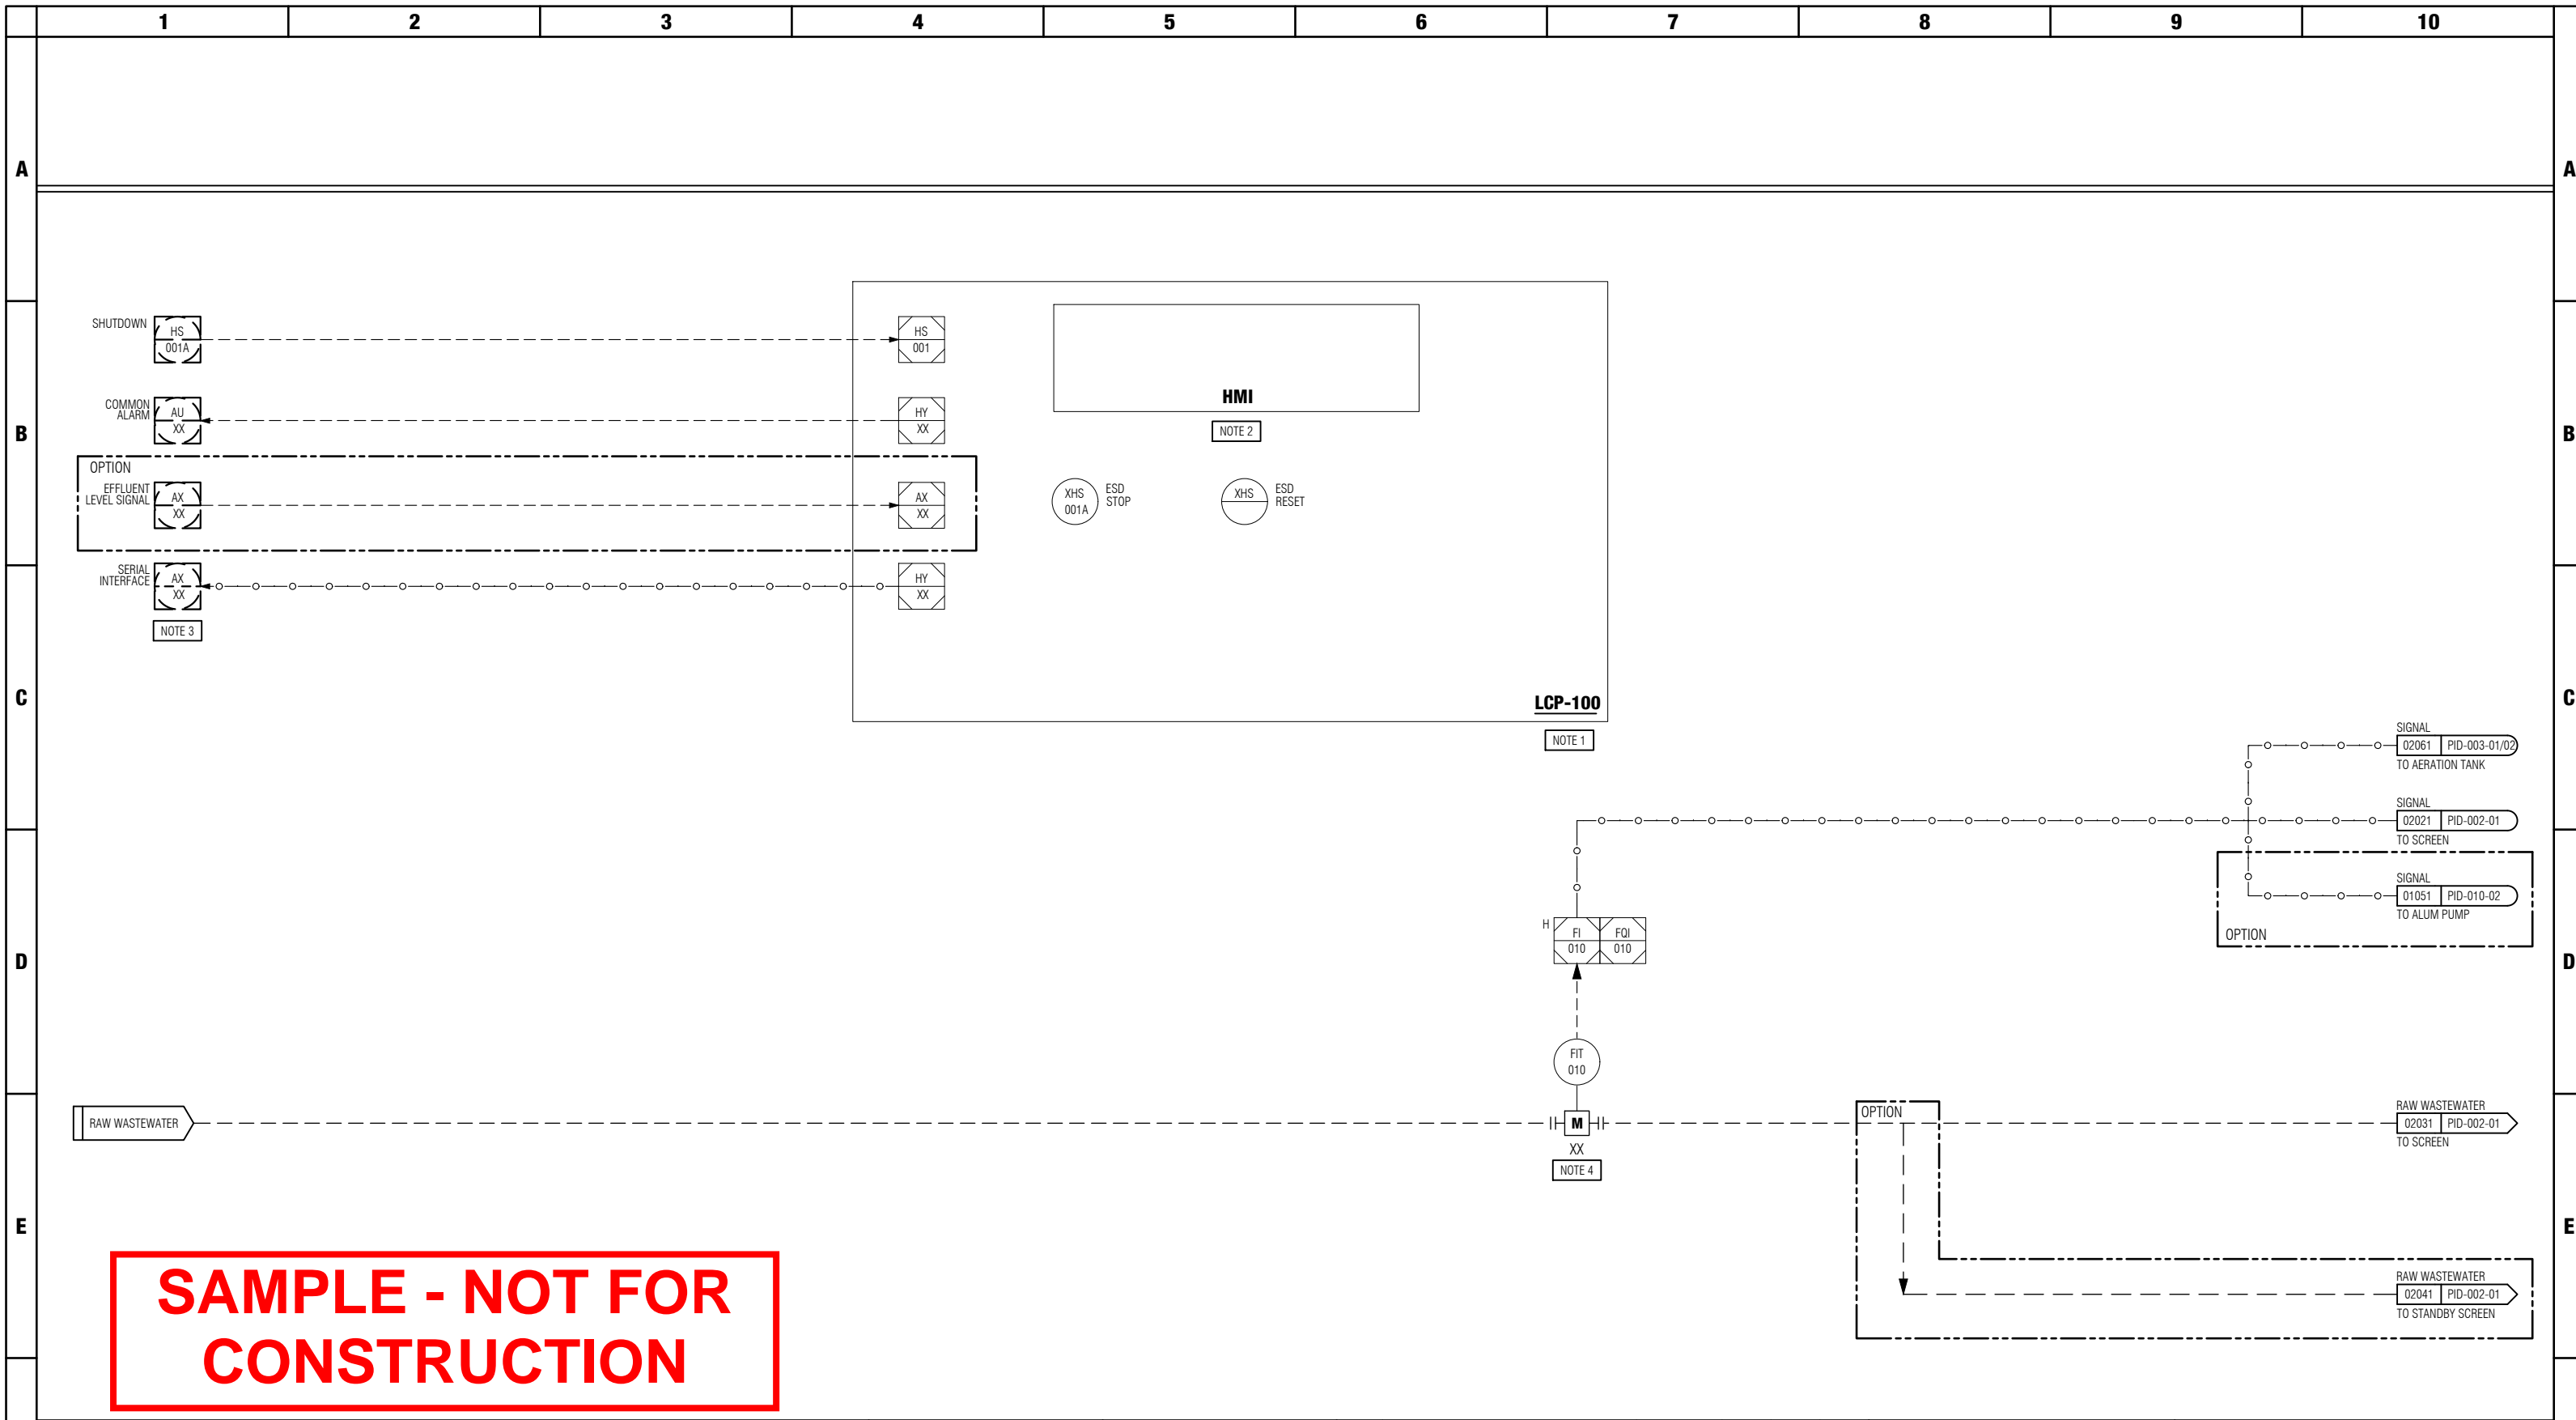 1 2 3 4 5 6 7 8 9 10
A A
SHUTDOWN
HS
001A
HS
001
HMI
NOTE 2
COMMON
ALARM
AU
XX
HY
XX
B B
OPTION
EFFLUENT
LEVEL SIGNAL
AX
XX
AX
XX
XHS
001A
ESD
STOP
XHS
ESD
RESET
SERIAL
INTERFACE
AX
XX
HY
XX
NOTE 3
C C
LCP-100
NOTE 1
SIGNAL
02061 PID-003-01/02
TO AERATION TANK
SIGNAL
02021 PID-002-01
TO SCREEN
SIGNAL
01051 PID-010-02
TO ALUM PUMP
OPTION
H
FI
010
FQI
010
D D
FIT
010
RAW WASTEWATER
M
XX
NOTE 4
OPTION
RAW WASTEWATER
02031 PID-002-01
TO SCREEN
E E
RAW WASTEWATER
02041 PID-002-01
TO STANDBY SCREEN
SAMPLE - NOT FOR
CONSTRUCTION